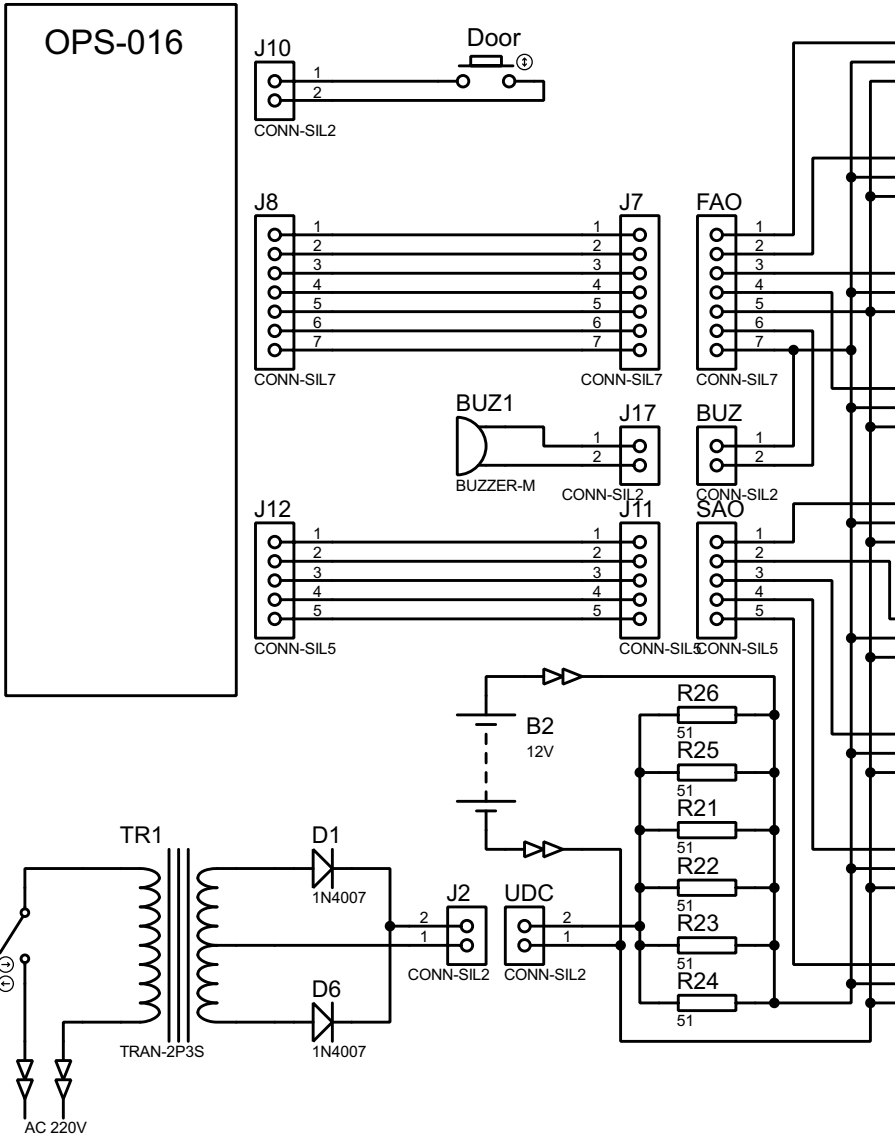 OPS-016
J10
1
2
CONN-SIL2
Door
J8
1
2
3
4
5
6
7
CONN-SIL7
J7
1
2
3
4
5
6
7
CONN-SIL7
FAO
1
2
3
4
5
6
7
CONN-SIL7
BUZ1
BUZZER-M
J17
1
2
CONN-SIL2
BUZ
1
2
CONN-SIL2
J12
1
2
3
4
5
CONN-SIL5
J11
1
2
3
4
5
CONN-SIL5
SAO
1
2
3
4
5
CONN-SIL5
B2
12V
R26
51
R25
51
R21
51
R22
51
R23
51
R24
51
TR1
TRAN-2P3S
D1
1N4007
D6
1N4007
J2
2
1
CONN-SIL2
UDC
2
1
CONN-SIL2
AC 220V